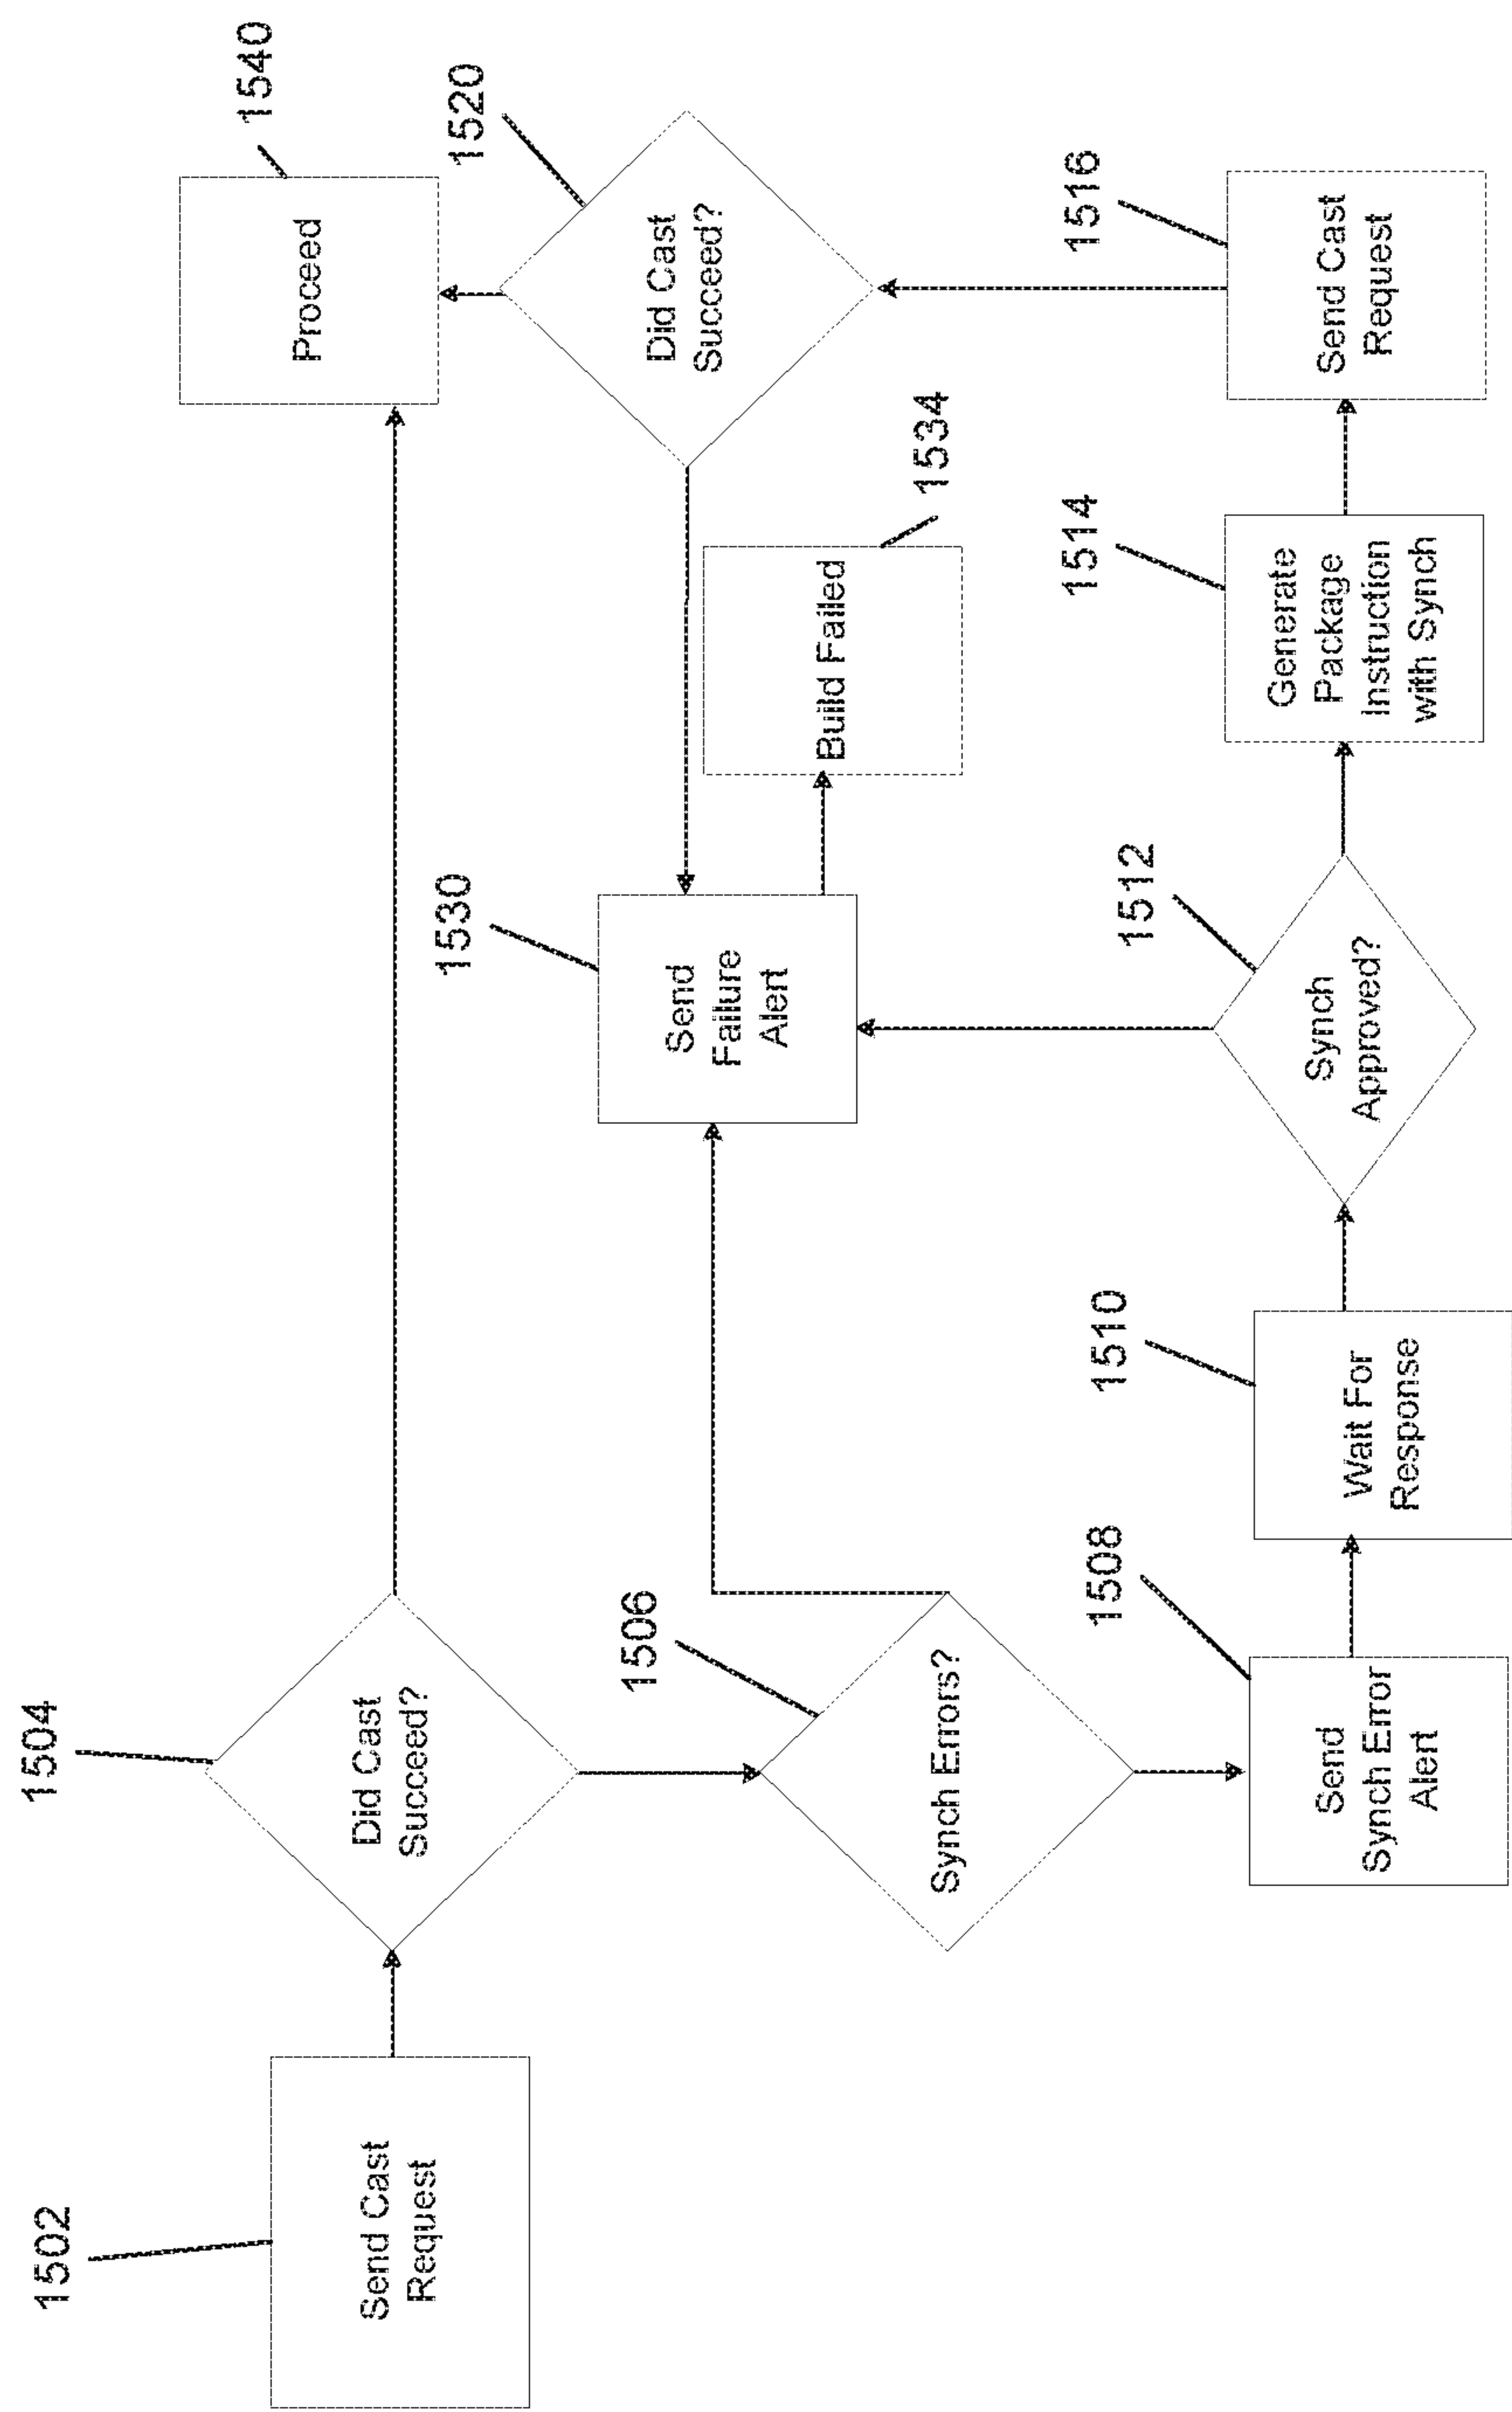 1502
Send Cast
Request
1504
Did Cast
Succeed?
1540
Proceed
1506
Synch Errors?
1530
Send
Failure
Alert
1534
Build Failed
1520
Did Cast
Succeed?
1508
Send
Synch Error
Alert
1510
Wait For
Response
1512
Synch
Approved?
1514
Generate
Package
Instruction
with Synch
1516
Send Cast
Request